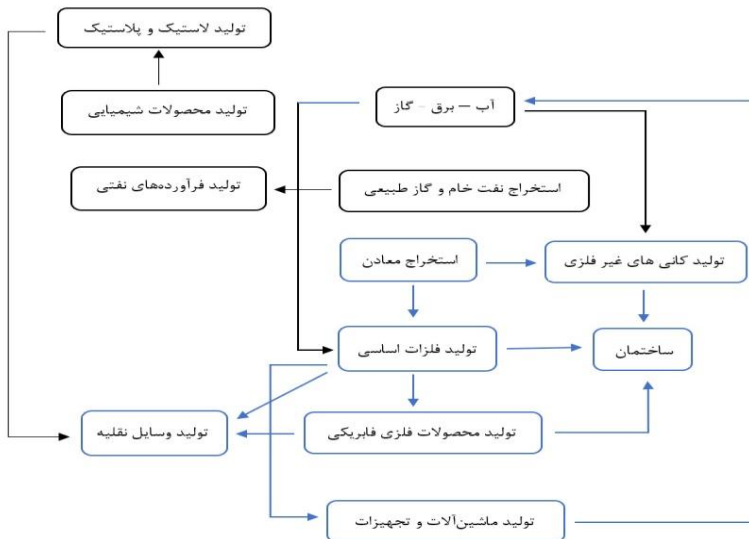 تولید لاستیک و پلاستیک
تولید محصولات شیمیایی
آب – برق - گاز
تولید فرآورده‌های نفتی
استخراج نفت خام و گاز طبیعی
استخراج معادن
تولید کانی های غیر فلزی
تولید فلزات اساسی
ساختمان
تولید وسایل نقلیه
تولید محصولات فلزی فابریکی
تولید ماشین‌آلات و تجهیزات